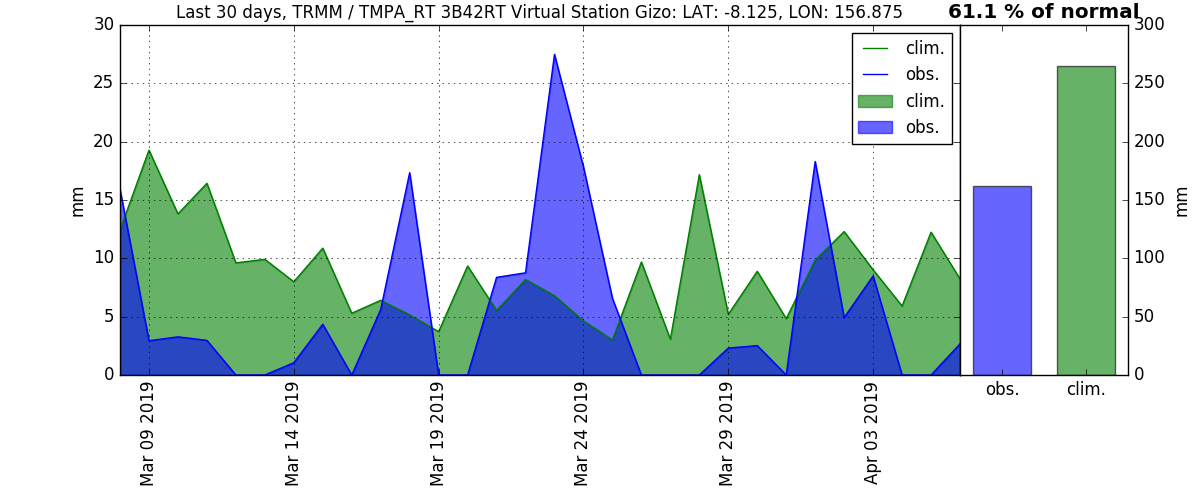 Last 30 days, TRMM / TMPA_RT 3B42RT Virtual Station Gizo: LAT: -8.125, LON: 156.875
61.1 % of normal
30
25
20
15
10
5
0
mm
clim.
obs.
clim.
obs.
Mar 09 2019
Mar 14 2019
Mar 19 2019
Mar 24 2019
Mar 29 2019
Apr 03 2019
300
250
200
150
100
50
0
mm
obs.
clim.